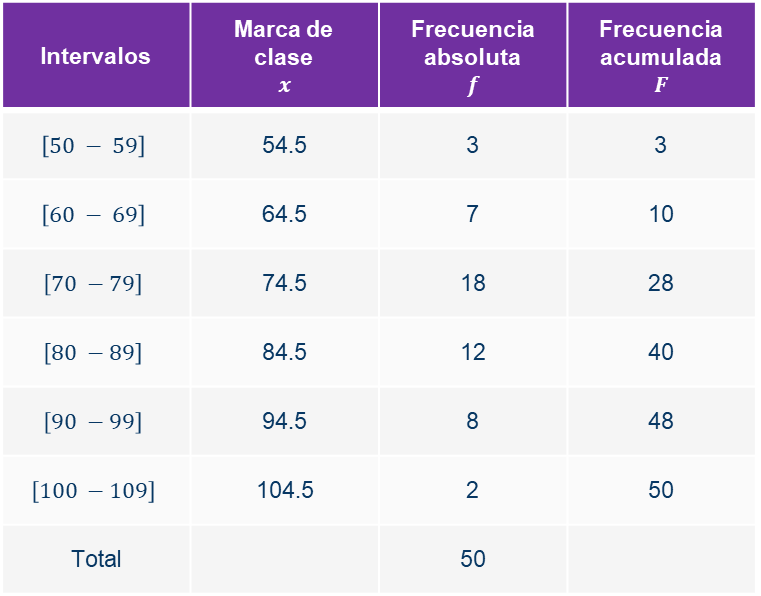 Intervalos Marca de clase x Frecuencia absoluta f Frecuencia acumulada F
[50 − 59] 54.5 3 3
[60 − 69] 64.5 7 10
[70 − 79] 74.5 18 28
[80 − 89] 84.5 12 40
[90 − 99] 94.5 8 48
[100 − 109] 104.5 2 50
Total 50